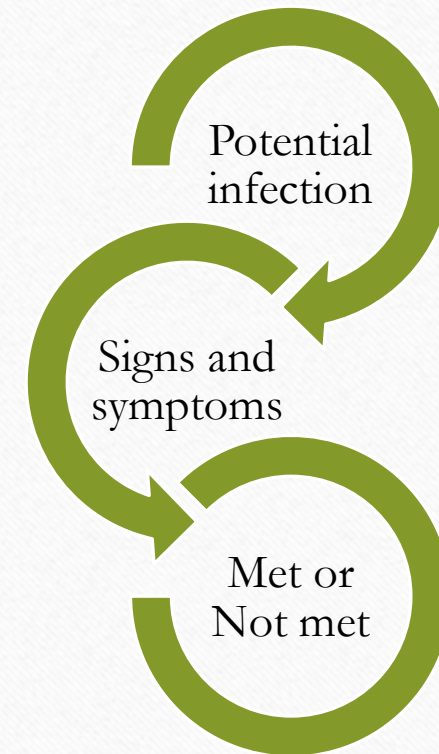 Potential
infection
Signs and
symptoms
Met or
Not met